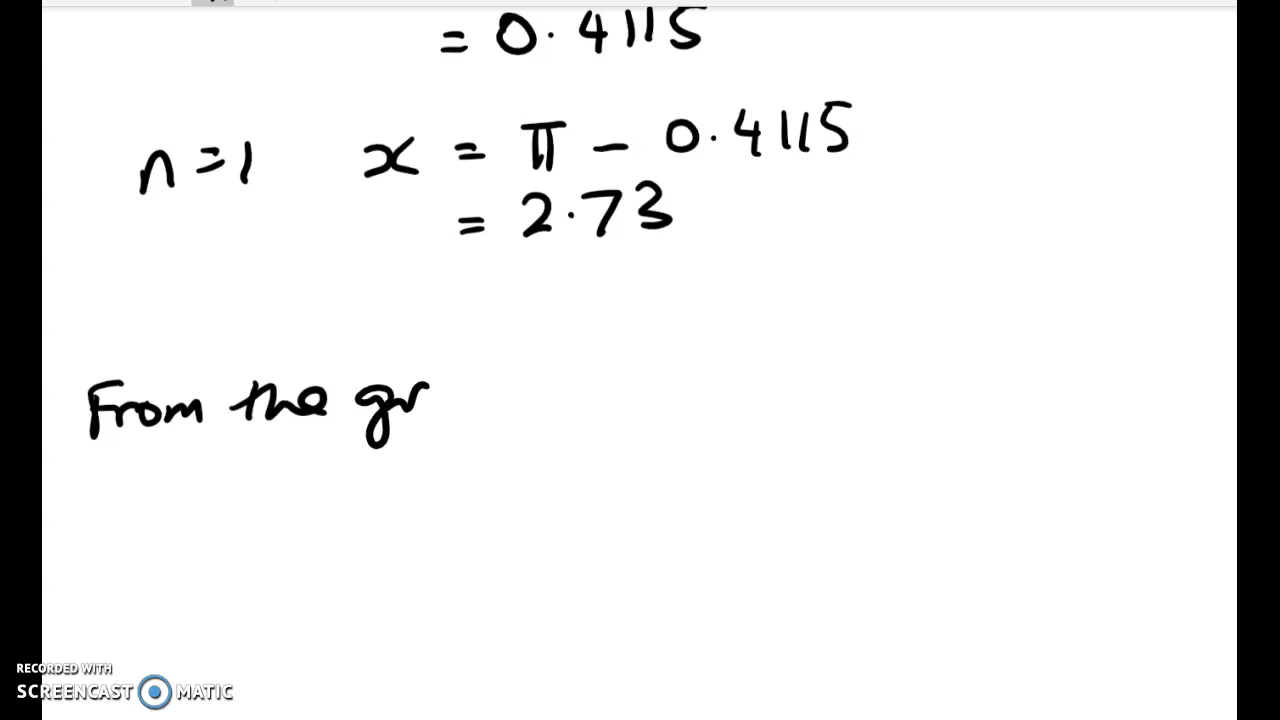 = 0.4115
n=1 x = π - 0.4115
= 2.73
From the gr
RECORDED WITH
SCREENCAST MATIC